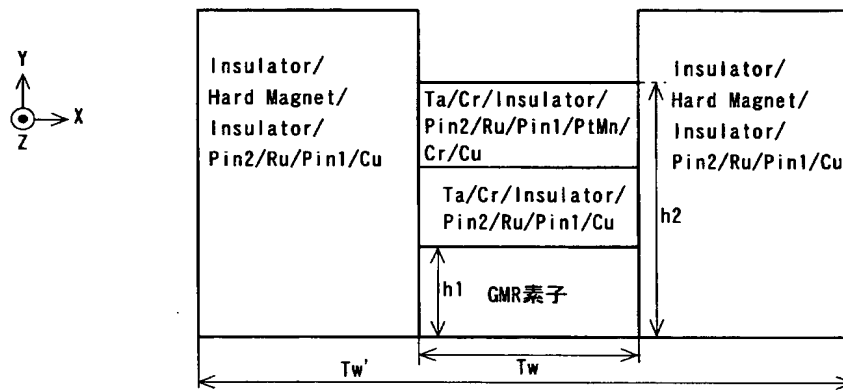 Y
X
Z
Insulator/
Hard Magnet/
Insulator/
Pin2/Ru/Pin1/Cu
Ta/Cr/Insulator/
Pin2/Ru/Pin1/PtMn/
Cr/Cu
Ta/Cr/Insulator/
Pin2/Ru/Pin1/Cu
h1
GMR素子
Insulator/
Hard Magnet/
Insulator/
Pin2/Ru/Pin1/Cu
h2
Tw
Tw'